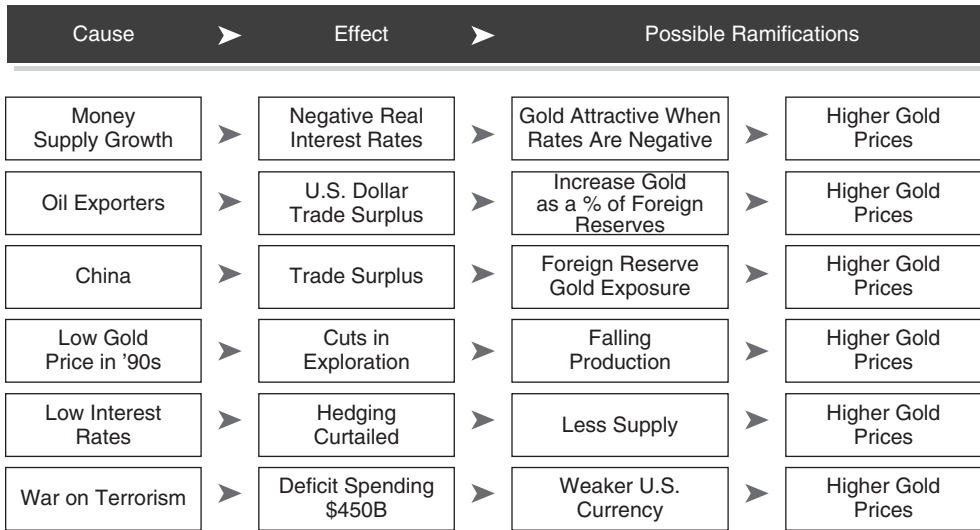 Cause
Effect
Possible Ramifications
Money
Supply Growth
Negative Real
Interest Rates
Gold Attractive When
Rates Are Negative
Higher Gold
Prices
Oil Exporters
U.S. Dollar
Trade Surplus
Increase Gold
as a % of Foreign
Reserves
Higher Gold
Prices
China
Trade Surplus
Foreign Reserve
Gold Exposure
Higher Gold
Prices
Low Gold
Price in ’90s
Cuts in
Exploration
Falling
Production
Higher Gold
Prices
Low Interest
Rates
Hedging
Curtailed
Less Supply
Higher Gold
Prices
War on Terrorism
Deficit Spending
$450B
Weaker U.S.
Currency
Higher Gold
Prices